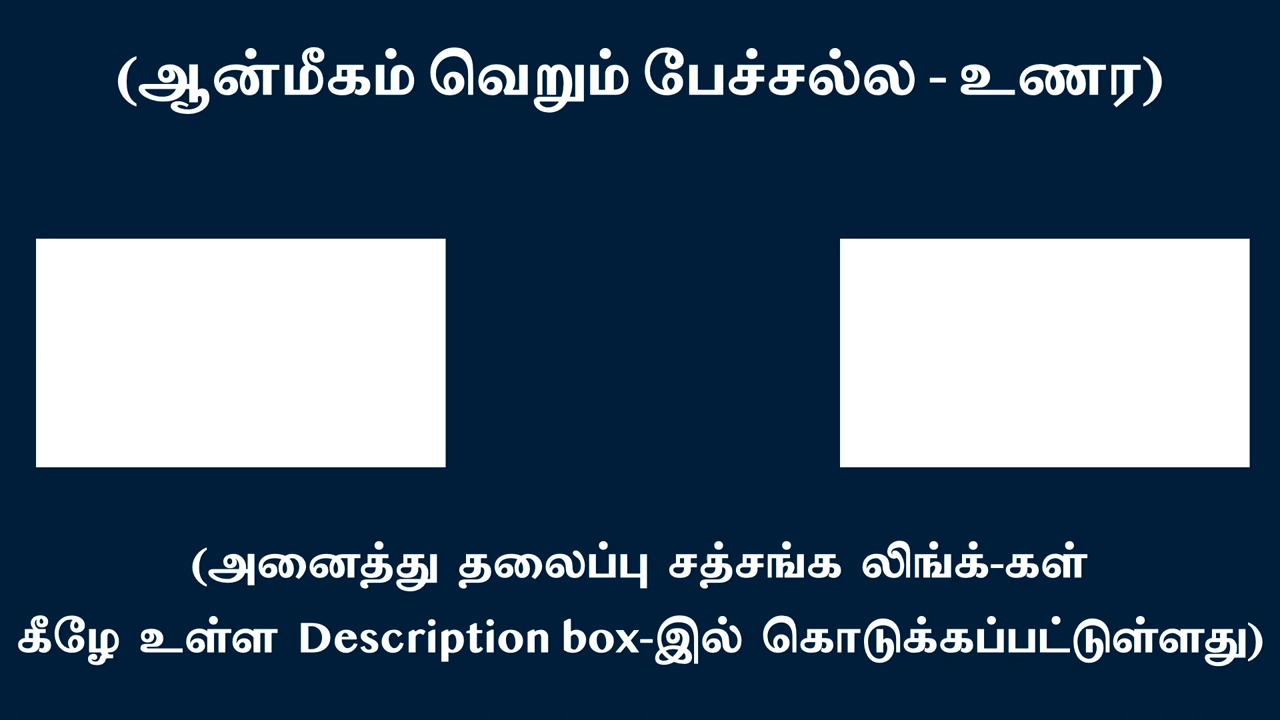 (ஆன்மீகம் வெறும் பேச்சல்ல - உணர)
(அனைத்து தலைப்பு சத்சங்க லிங்க்-கள்
கீழே உள்ள Description box-இல் கொடுக்கப்பட்டுள்ளது)